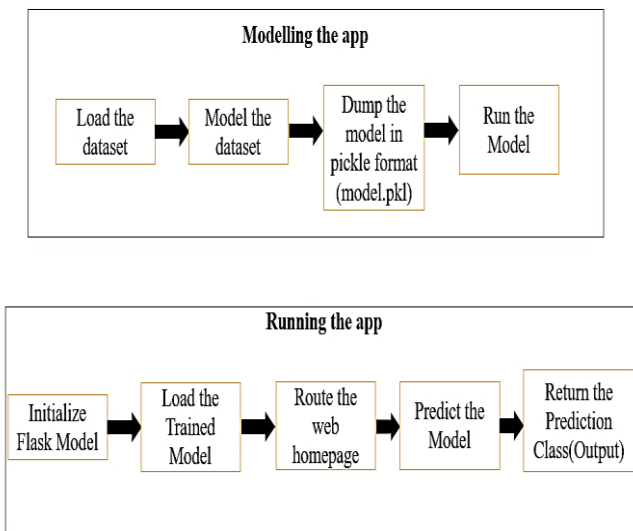 Modelling the app
Load the
dataset
Model the
dataset
Dump the
model in
pickle format
(model.pkl)
Run the
Model
Running the app
Initialize
Flask Model
Load the
Trained
Model
Route the
web
homepage
Predict the
Model
Return the
Prediction
Class(Output)